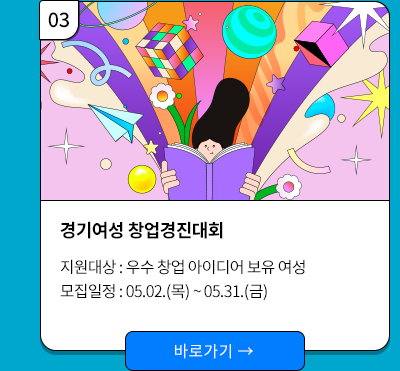 03
경기여성 창업경진대회
지원대상 : 우수 창업 아이디어 보유 여성
모집일정 : 05.02.(목) ~ 05.31.(금)
바로가기 →